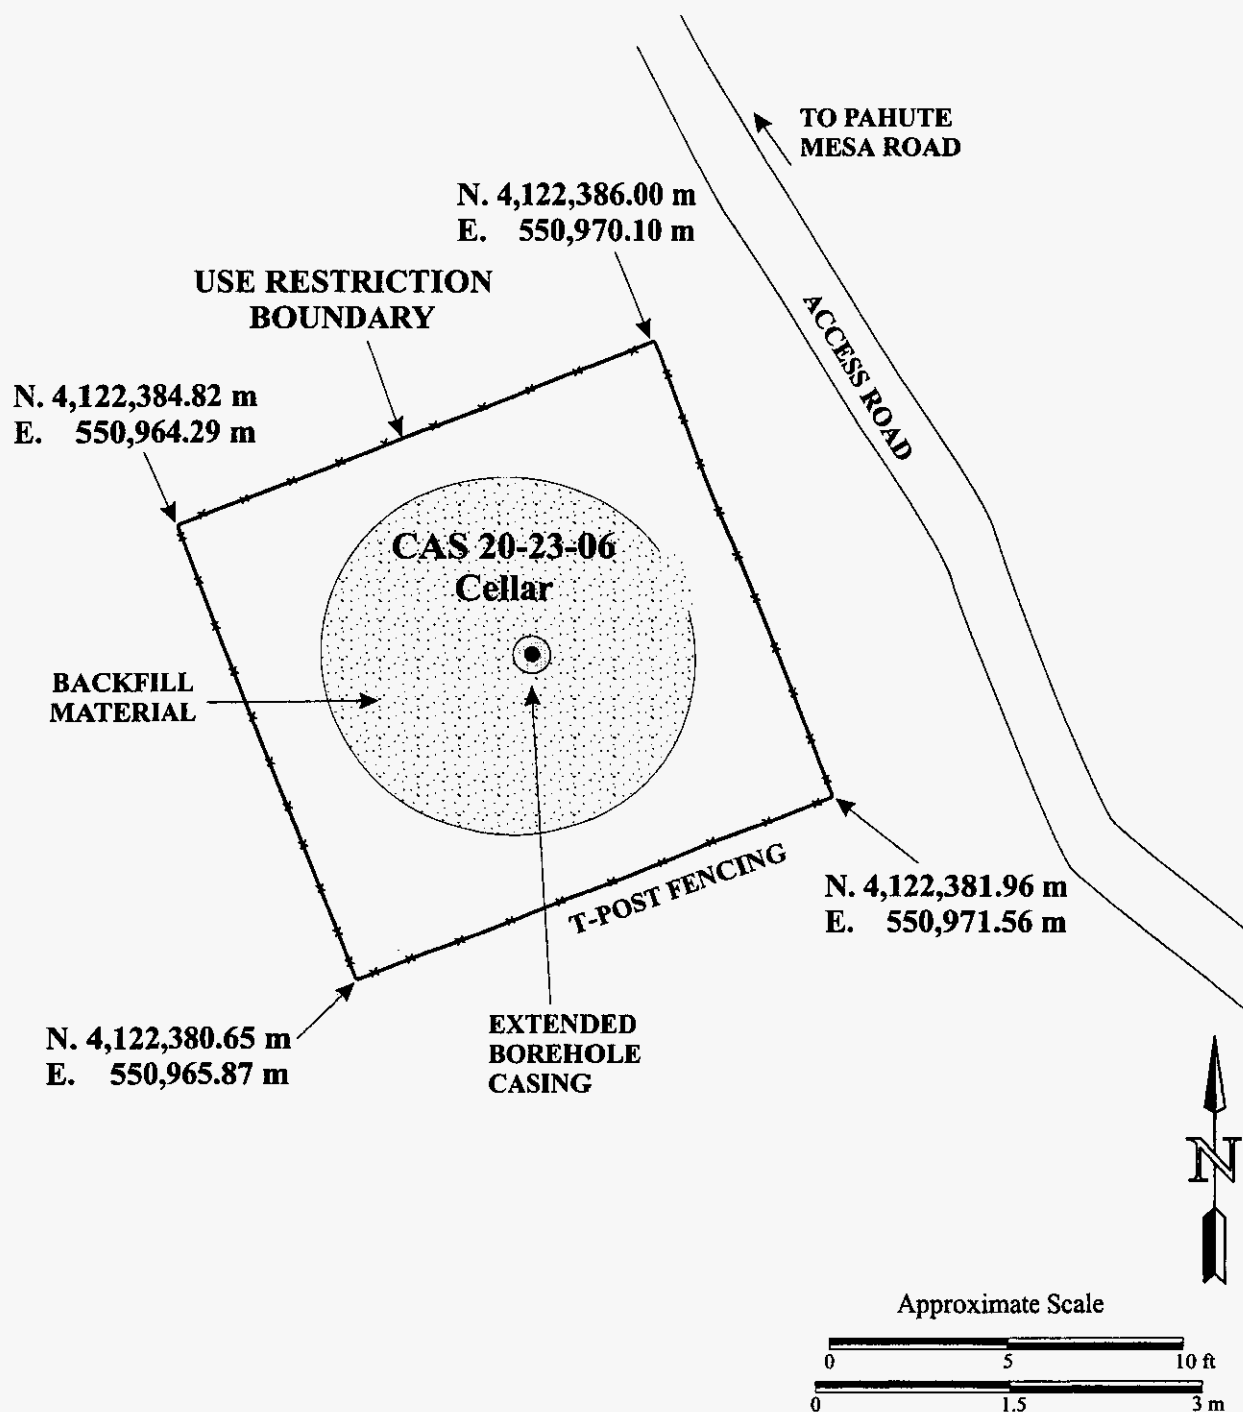 TO PAHUTE
MESA ROAD
N. 4,122,386.00 m
E. 550,970.10 m
USE RESTRICTION
BOUNDARY
ACCESS ROAD
N. 4,122,384.82 m
E. 550,964.29 m
CAS 20-23-06
Cellar
BACKFILL
MATERIAL
T-POST FENCING
N. 4,122,381.96 m
E. 550,971.56 m
N. 4,122,380.65 m
E. 550,965.87 m
EXTENDED
BOREHOLE
CASING
N
Approximate Scale
0 5 10 ft
0 1.5 3 m